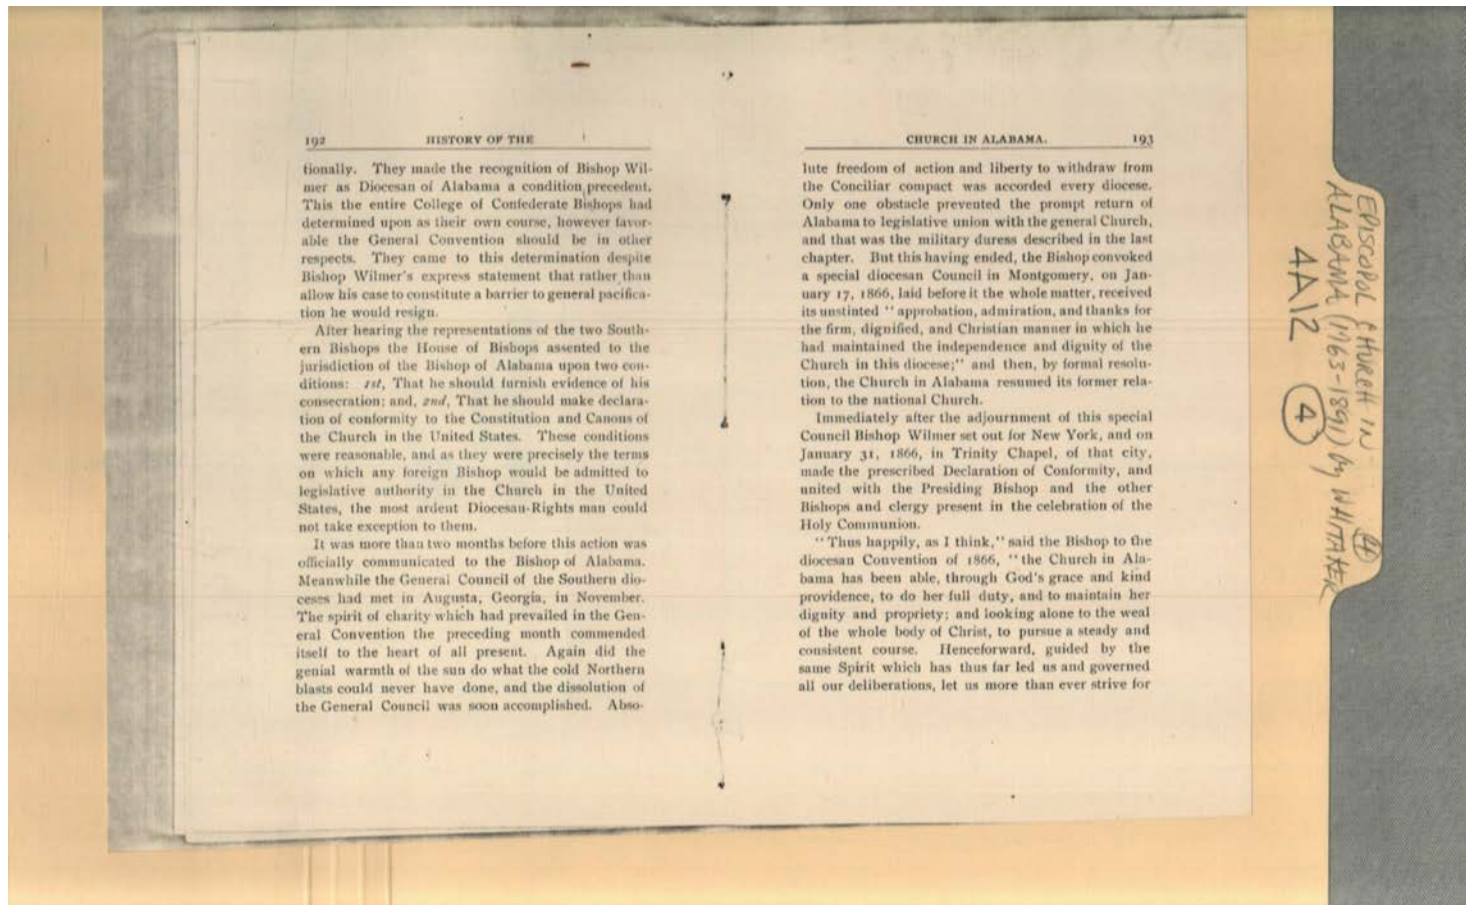 192 HISTORY OF THE
tionally. They made the recognition of Bishop Wil-
mer as Diocesan of Alabama a condition precedent.
This the entire College of Confederate Bishops had
determined upon as their own course, however favor-
able the General Convention should be in other
respects. They came to this determination despite
Bishop Wilmer's express statement that rather than
allow his case to constitute a barrier to general pacifica-
tion he would resign.
After hearing the representations of the two South-
ern Bishops the House of Bishops assented to the
jurisdiction of the Bishop of Alabama upon two con-
ditions: 1st, That he should furnish evidence of his
consecration; and, 2nd, That he should make declara-
tion of conformity to the Constitution and Canons of
the Church in the United States. These conditions
were reasonable, and as they were precisely the terms
on which any foreign Bishop would be admitted to
legislative authority in the Church in the United
States, the most ardent Diocesan-Rights man could
not take exception to them.
It was more than two months before this action was
officially communicated to the Bishop of Alabama.
Meanwhile the General Council of the Southern dio-
ceses had met in Augusta, Georgia, in November.
The spirit of charity which had prevailed in the Gen-
eral Convention the preceding month commended
itself to the heart of all present. Again did the
genial warmth of the sun do what the cold Northern
blasts could never have done, and the dissolution of
the General Council was soon accomplished. Abso-
CHURCH IN ALABAMA. 193
lute freedom of action and liberty to withdraw from
the Conciliar compact was accorded every diocese.
Only one obstacle prevented the prompt return of
Alabama to legislative union with the general Church,
and that was the military duress described in the last
chapter. But this having ended, the Bishop convoked
a special diocesan Council in Montgomery, on Jan-
uary 17, 1866, laid before it the whole matter, received
its unstinted "approbation, admiration, and thanks for
the firm, dignified, and Christian manner in which he
had maintained the independence and dignity of the
Church in this diocese;" and then, by formal resolu-
tion, the Church in Alabama resumed its former rela-
tion to the national Church.
Immediately after the adjournment of this special
Council Bishop Wilmer set out for New York, and on
January 31, 1866, in Trinity Chapel, of that city,
made the prescribed Declaration of Conformity, and
united with the Presiding Bishop and the other
Bishops and clergy present in the celebration of the
Holy Communion.
"Thus happily, as I think," said the Bishop to the
diocesan Convention of 1866, "the Church in Ala-
bama has been able, through God's grace and kind
providence, to do her full duty, and to maintain her
dignity and propriety; and looking alone to the weal
of the whole body of Christ, to pursue a steady and
consistent course. Henceforward, guided by the
same Spirit which has thus far led us and governed
all our deliberations, let us more than ever strive for
EPISCOPOL CHURCH IN
ALABAMA (1763-1891) by WHITAKER
4A12 4